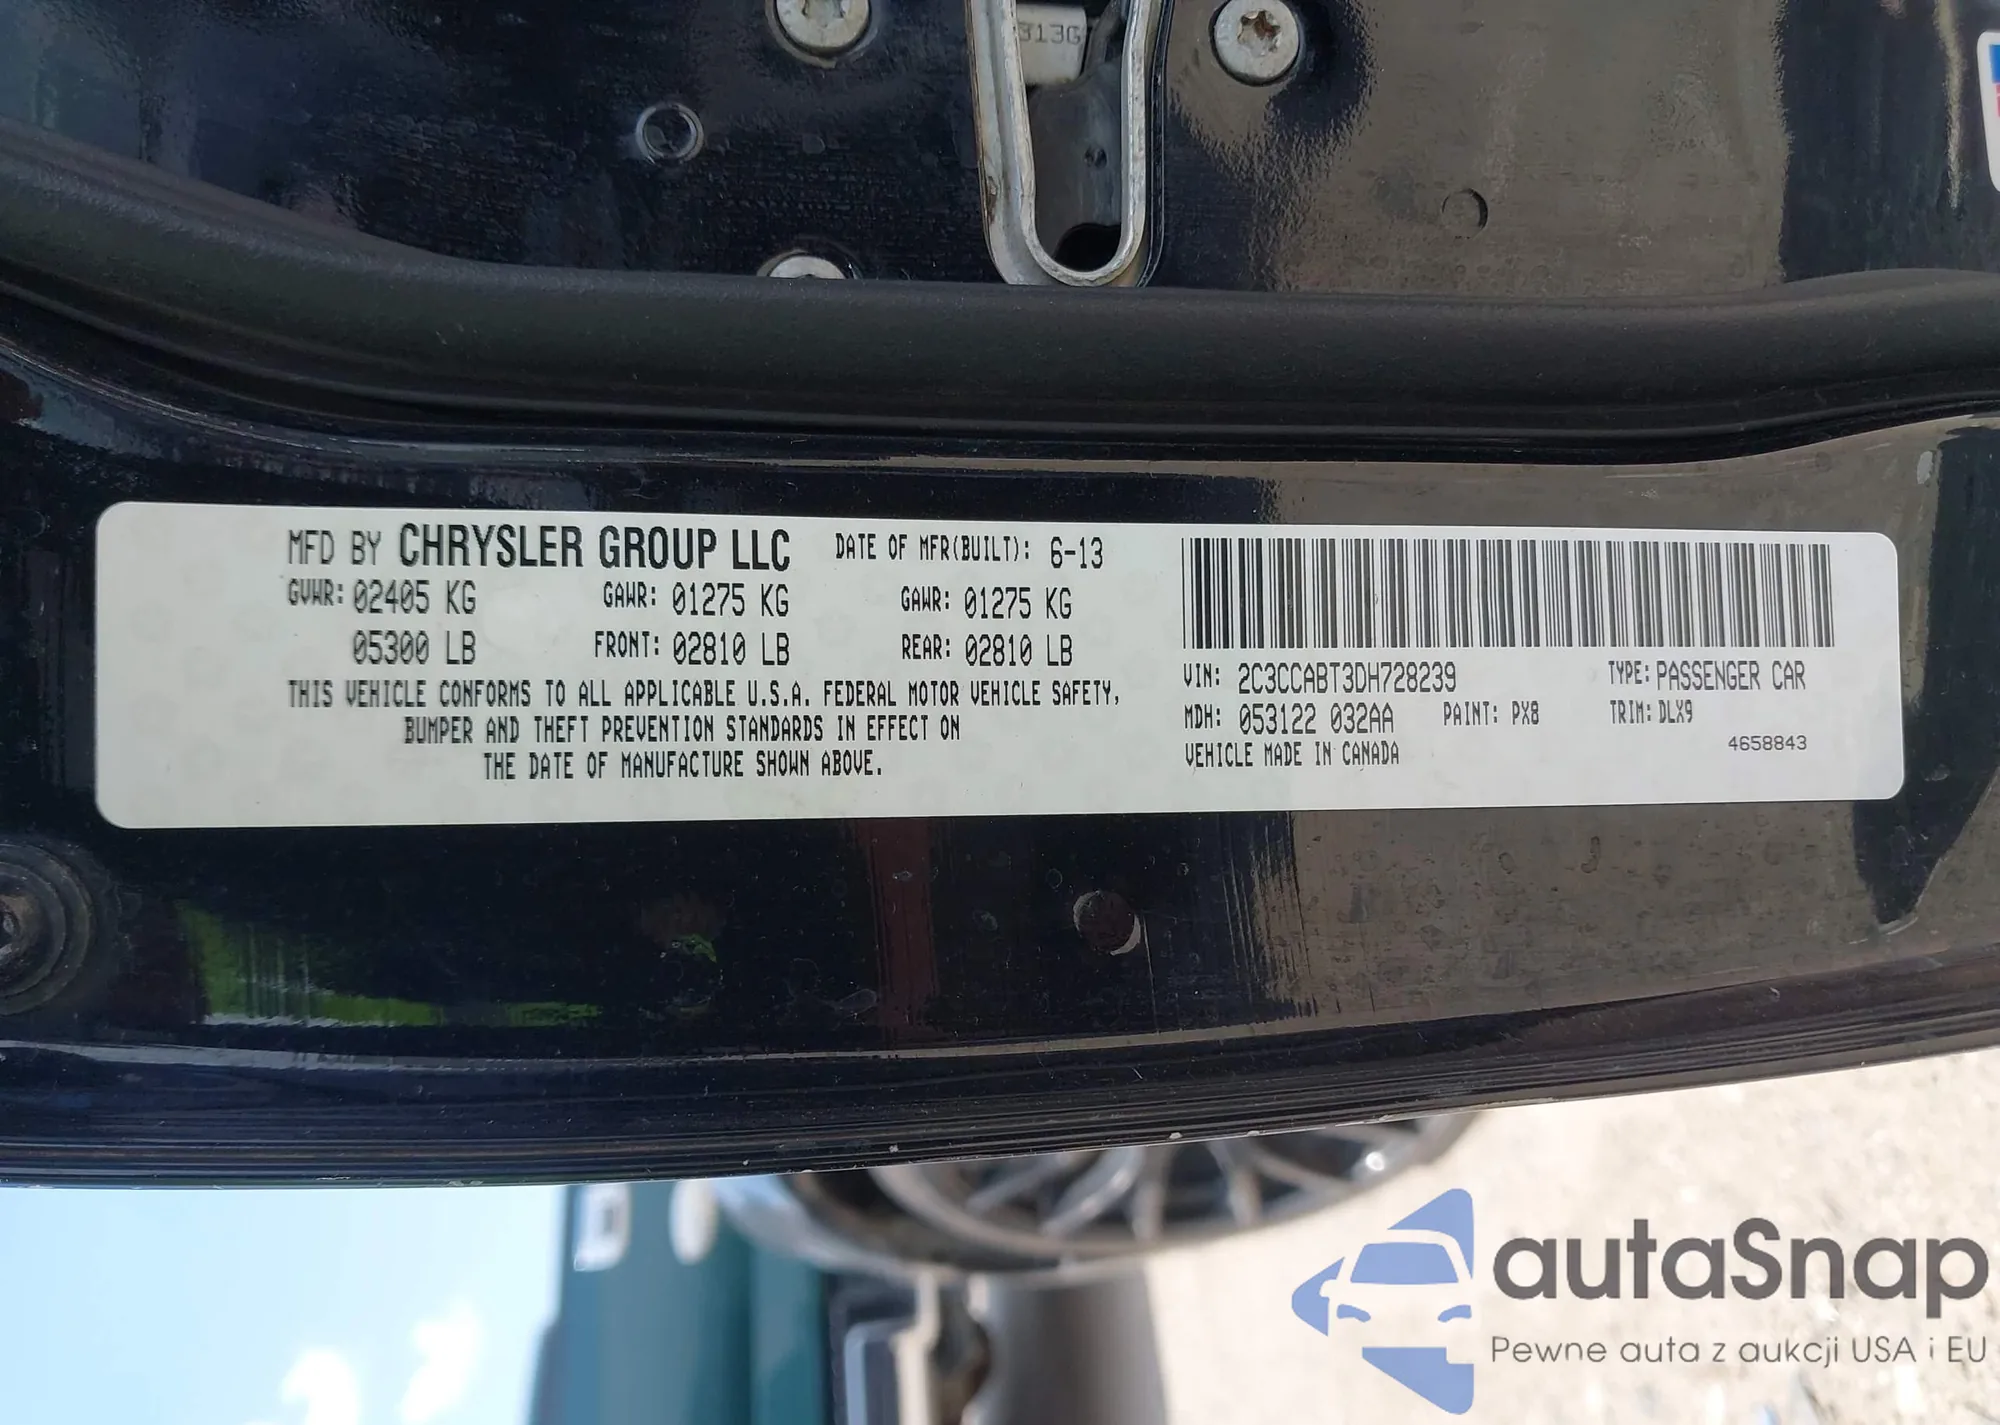 313G
MFD BY CHRYSLER GROUP LLC DATE OF MFR(BUILT): 6-13
GVWR: 02405 KG GAWR: 01275 KG GAWR: 01275 KG
05300 LB FRONT: 02810 LB REAR: 02810 LB
THIS VEHICLE CONFORMS TO ALL APPLICABLE U.S.A. FEDERAL MOTOR VEHICLE SAFETY,
BUMPER AND THEFT PREVENTION STANDARDS IN EFFECT ON
THE DATE OF MANUFACTURE SHOWN ABOVE.
VIN: 2C3CCABT3DH728239 TYPE: PASSENGER CAR
MDH: 053122 032AA PAINT: PX8 TRIM: DLX9
VEHICLE MADE IN CANADA
4658843
autaSnap
Pewne auta z aukcji USA i EU